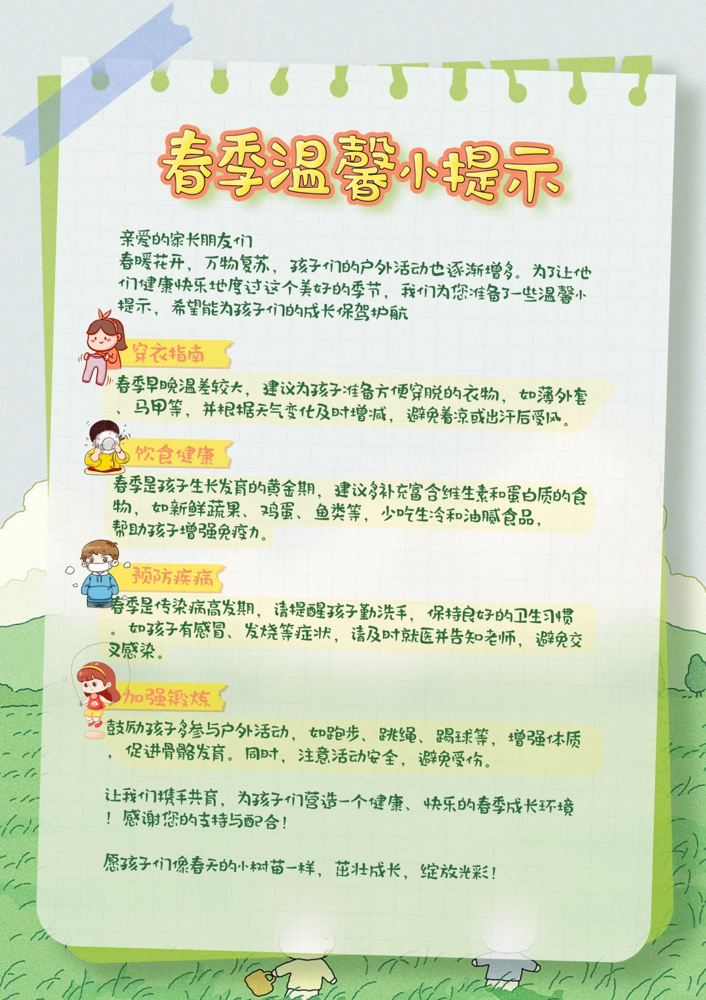 春季温馨小提示
亲爱的家长朋友们
春暖花开，万物复苏，孩子们的户外活动也逐渐增多。为了让他
们健康快乐地度过这个美好的季节，我们为您准备了一些温馨小
提示，希望能为孩子们的成长保驾护航
穿衣指南
春季早晚温差较大，建议为孩子准备方便穿脱的衣物，如薄外套
、马甲等，并根据天气变化及时增减，避免着凉或出汗后受风。
饮食健康
春季是孩子生长发育的黄金期，建议多补充富含维生素和蛋白质的食
物，如新鲜蔬果、鸡蛋、鱼类等，少吃生冷和油腻食品，
帮助孩子增强免疫力。
预防疾病
春季是传染病高发期，请提醒孩子勤洗手，保持良好的卫生习惯
。如孩子有感冒、发烧等症状，请及时就医并告知老师，避免交
叉感染。
加强锻炼
鼓励孩子多参与户外活动，如跑步、跳绳、踢球等，增强体质
，促进骨骼发育。同时，注意活动安全，避免受伤。
让我们携手共育，为孩子们营造一个健康、快乐的春季成长环境
！感谢您的支持与配合！
愿孩子们像春天的小树苗一样，茁壮成长，绽放光彩！